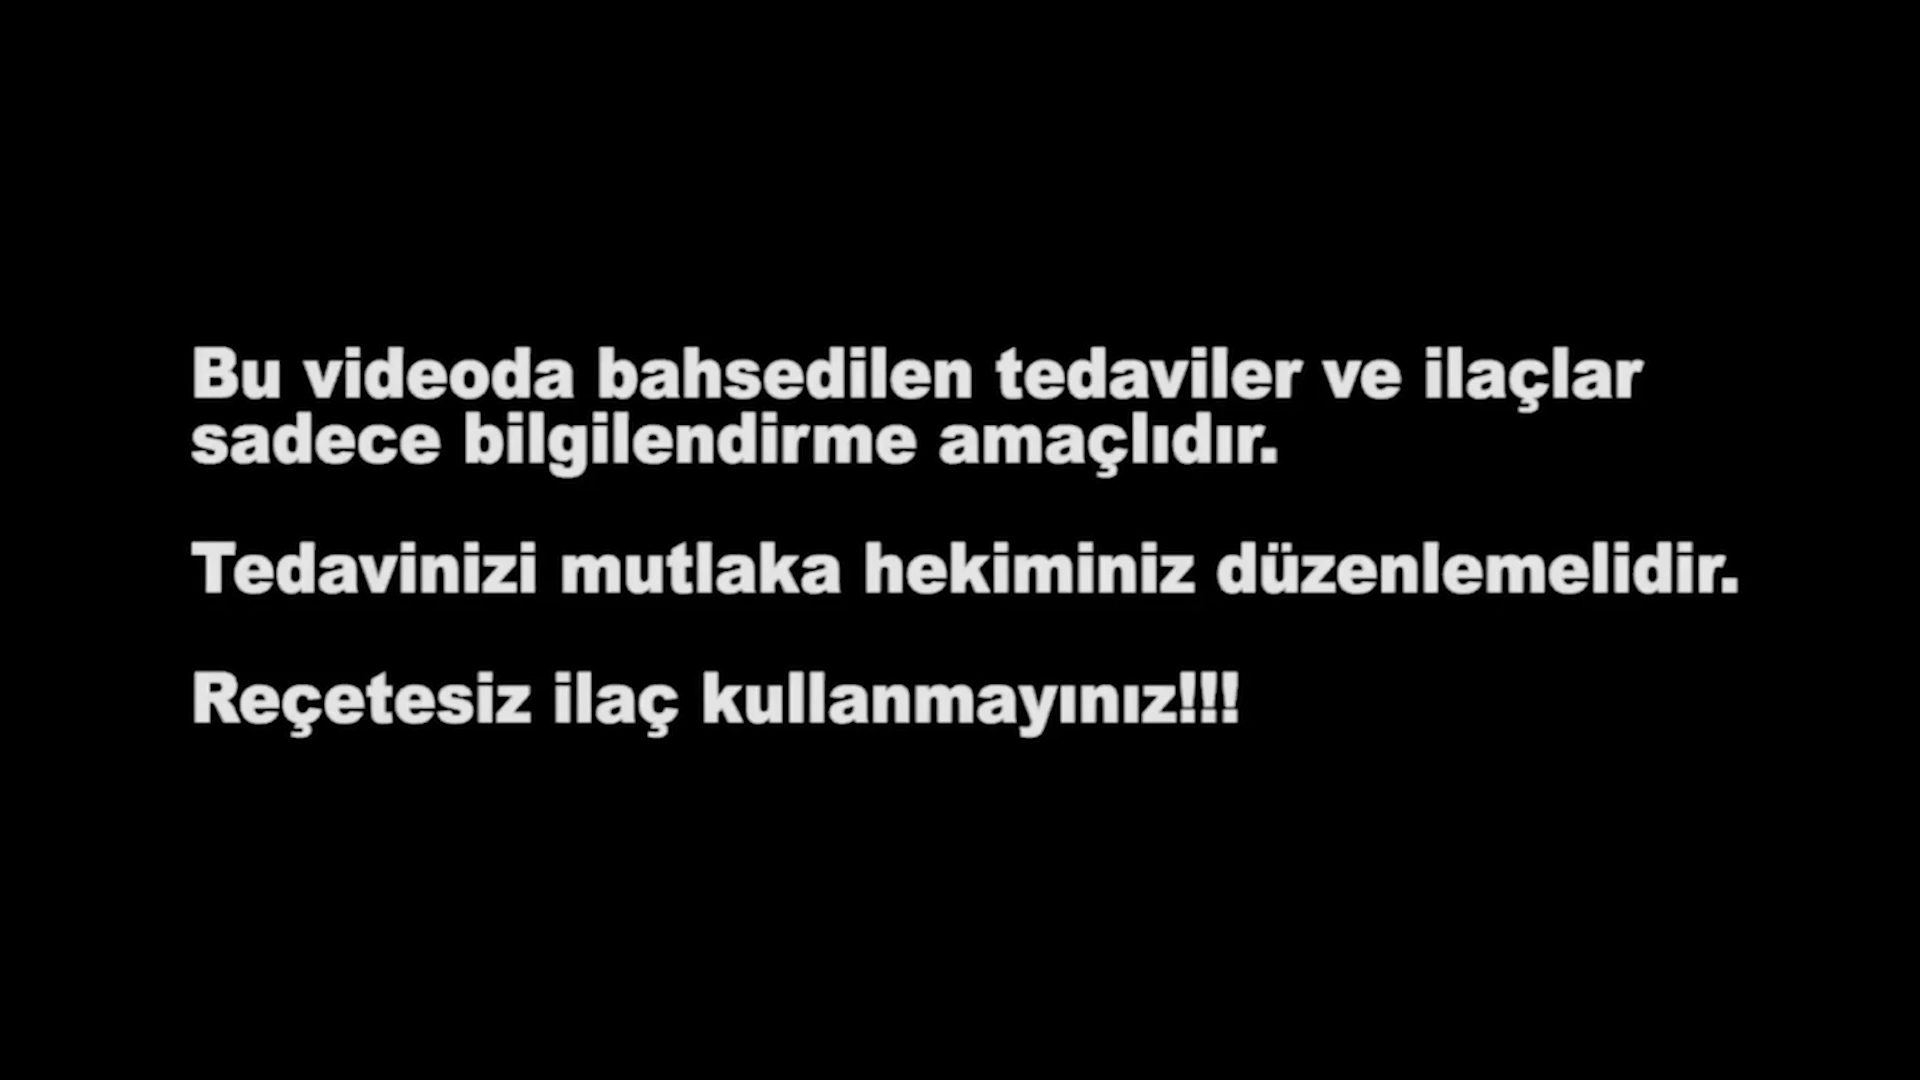 Bu videoda bahsedilen tedaviler ve ilaçlar
sadece bilgilendirme amaçlıdır.
Tedavinizi mutlaka hekiminiz düzenlemelidir.
Reçetesiz ilaç kullanmayınız!!!